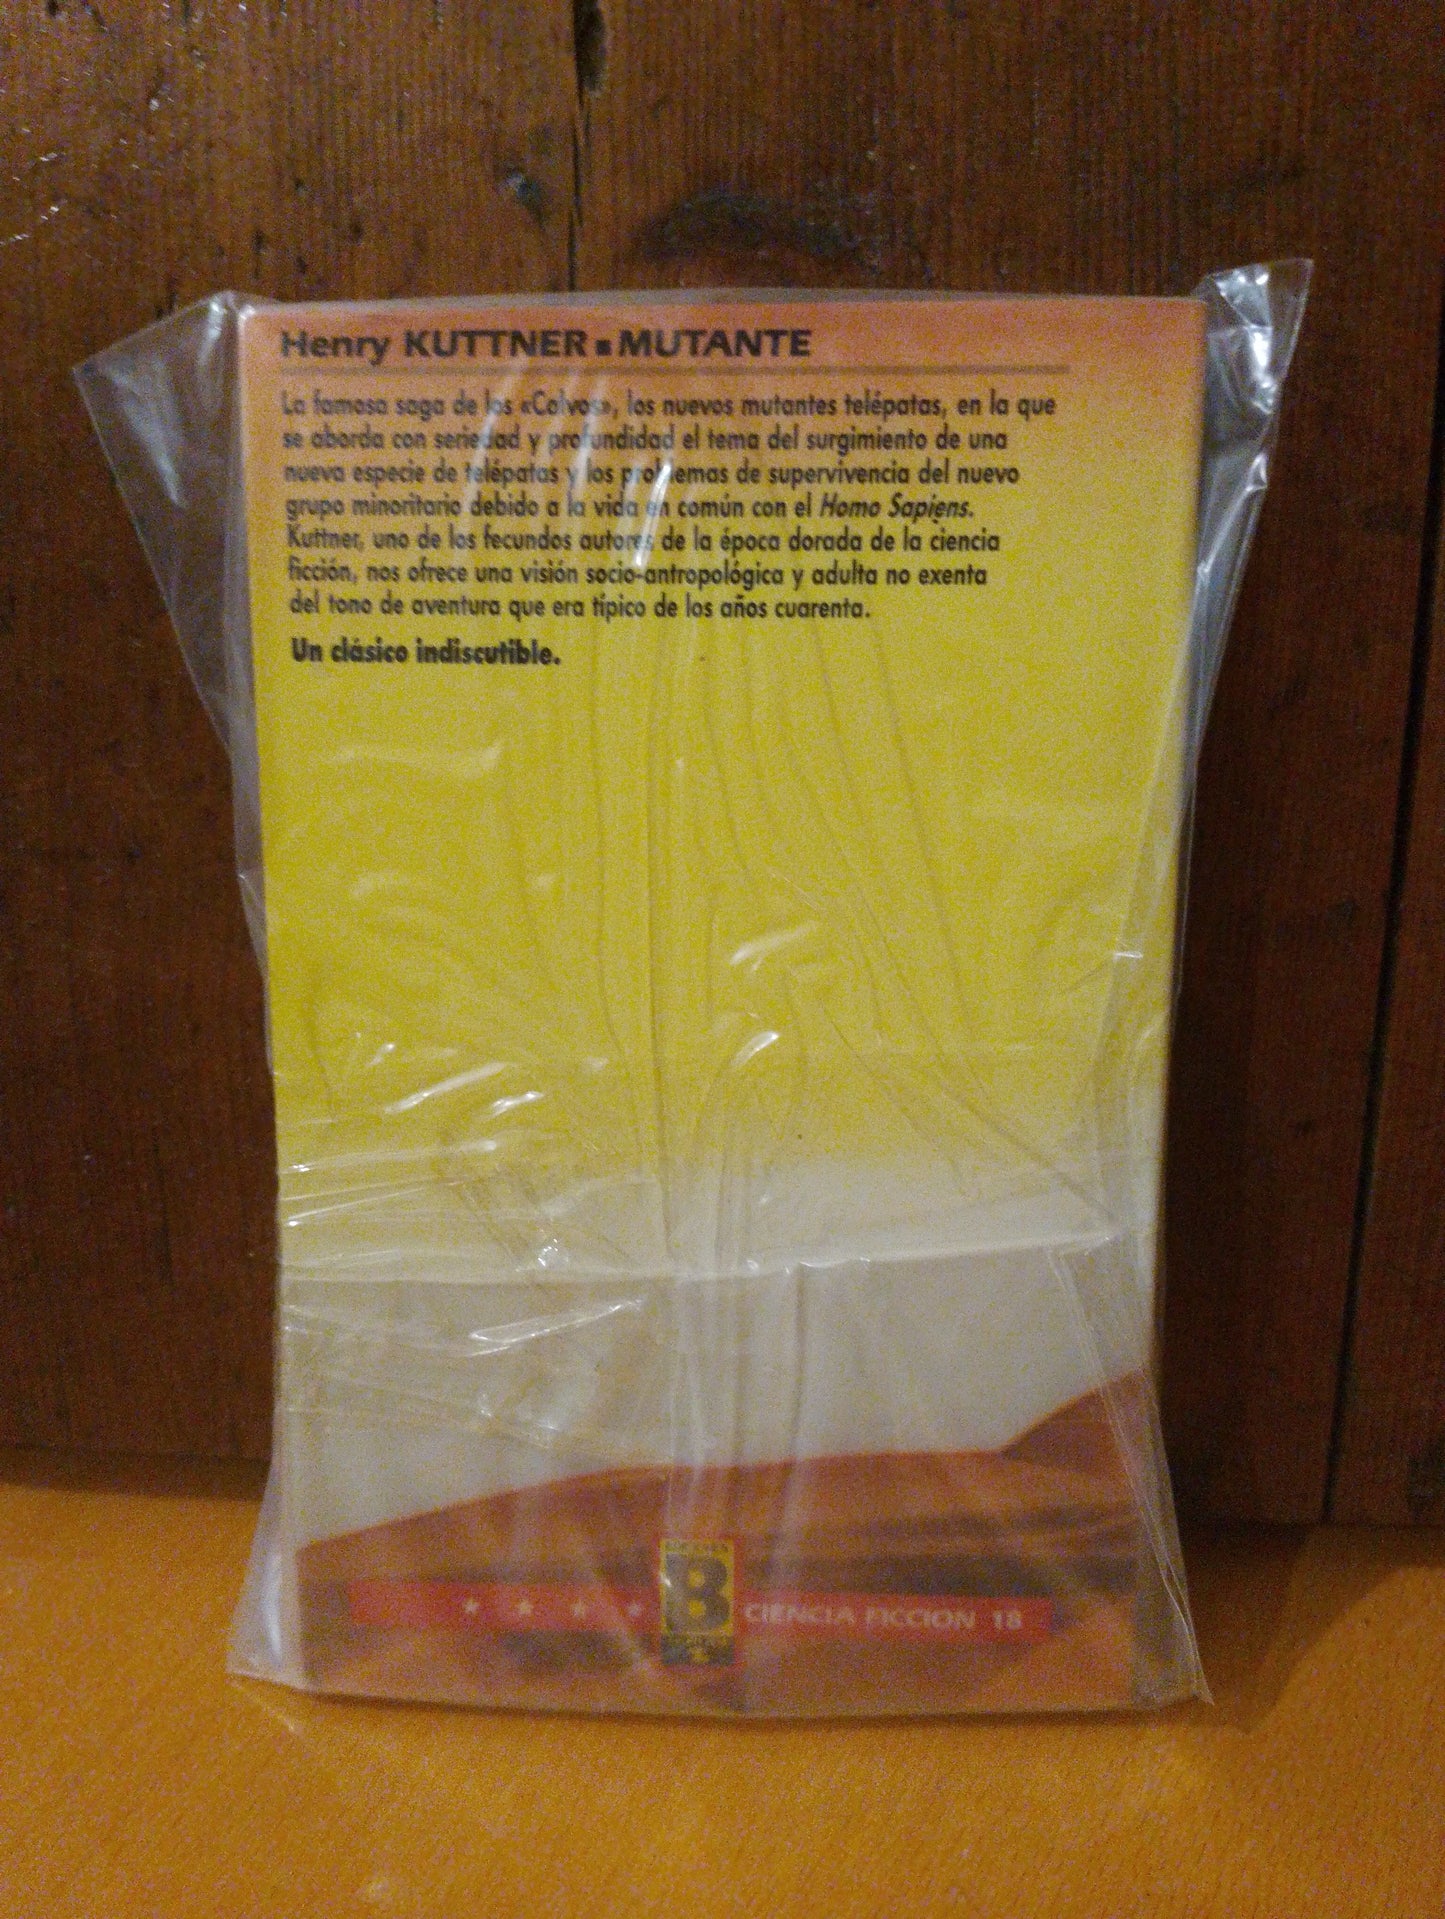 Henry KUTTNER ▪ MUTANTE
La famosa saga de los «Calvos», los nuevos mutantes telépatas, en la que
se aborda con seriedad y profundidad el tema del surgimiento de una
nueva especie de telépatas y los problemas de supervivencia del nuevo
grupo minoritario debido a la vida en común con el Homo Sapiens.
Kuttner, uno de los fecundos autores de la época dorada de la ciencia
ficción, nos ofrece una visión socio-antropológica y adulta no exenta
del tono de aventura que era típico de los años cuarenta.
Un clásico indiscutible.
B
CIENCIA FICCION 18